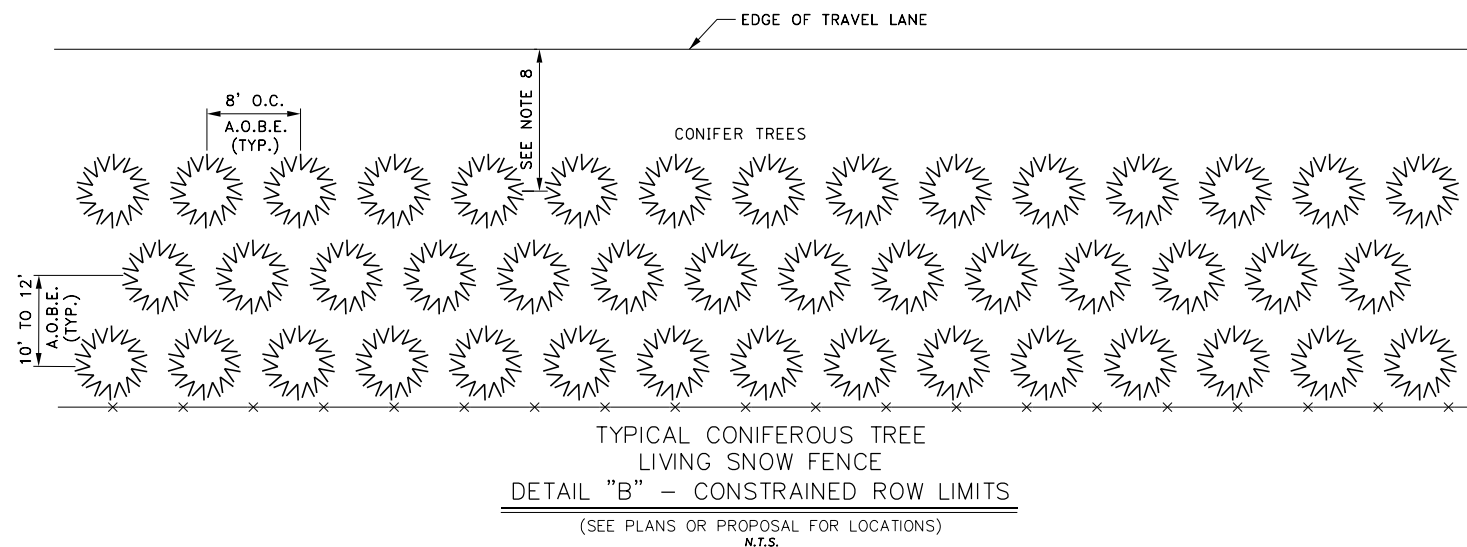 EDGE OF TRAVEL LANE
8' O.C.
A.O.B.E.
(TYP.)
SEE NOTE 8
CONIFER TREES
10' TO 12'
A.O.B.E.
(TYP.)
TYPICAL CONIFEROUS TREE
LIVING SNOW FENCE
DETAIL "B" – CONSTRAINED ROW LIMITS
(SEE PLANS OR PROPOSAL FOR LOCATIONS)
N.T.S.